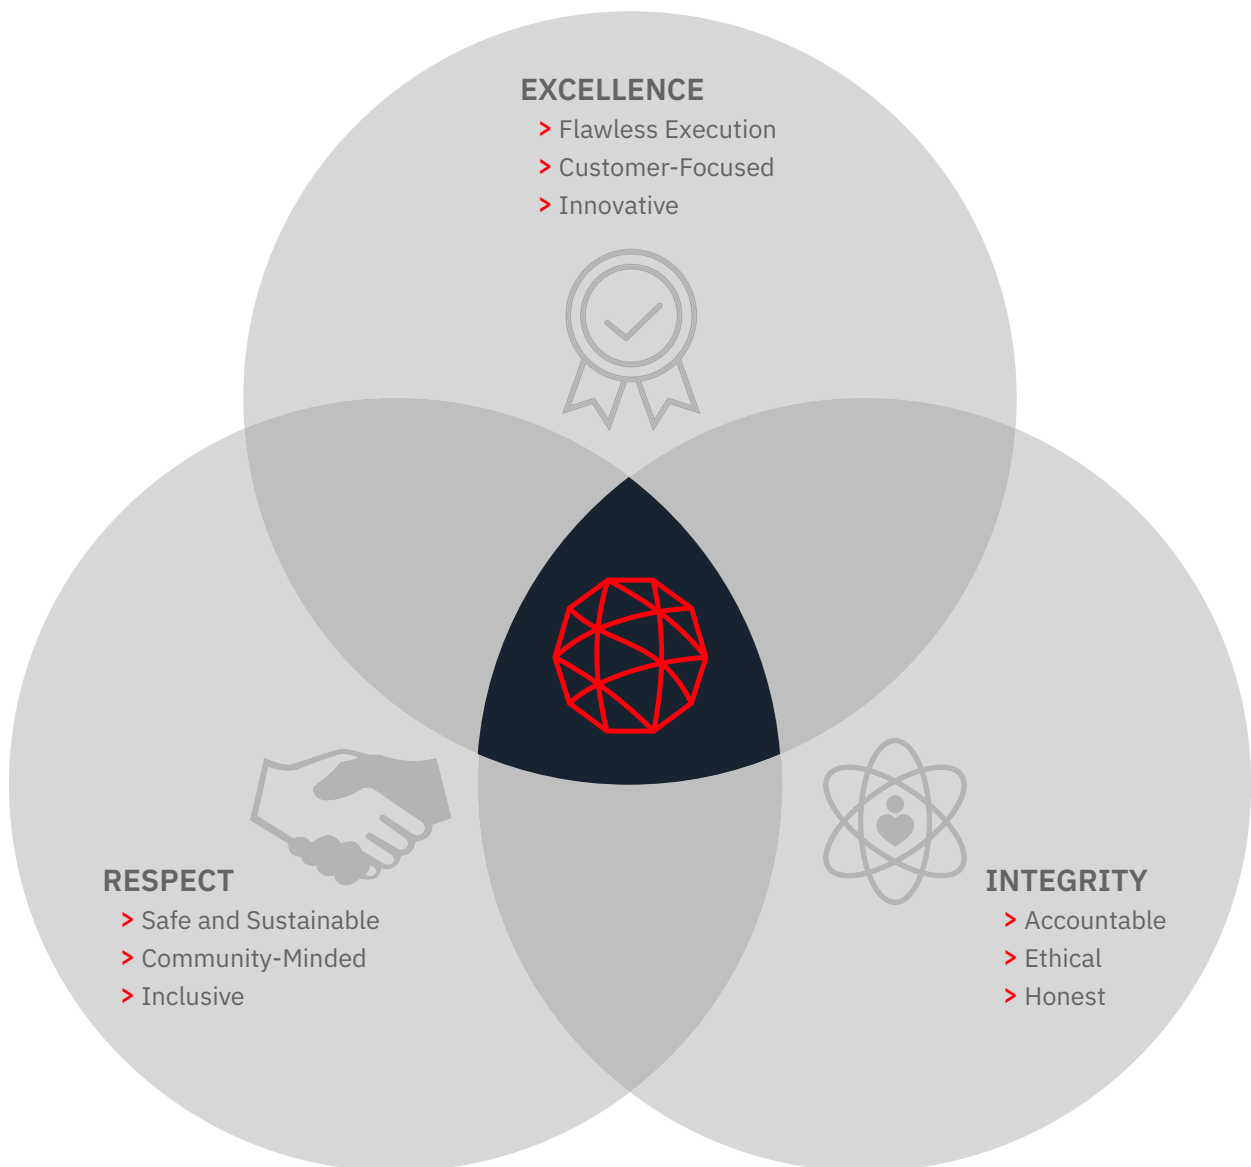 EXCELLENCE
> Flawless Execution
> Customer-Focused
> Innovative
RESPECT
> Safe and Sustainable
> Community-Minded
> Inclusive
INTEGRITY
> Accountable
> Ethical
> Honest